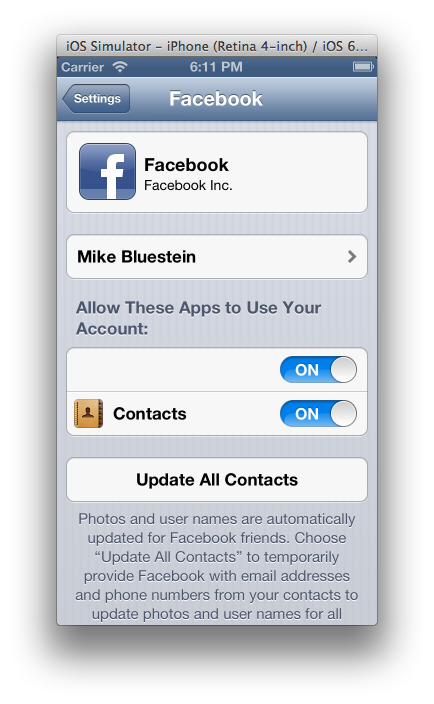 iOS Simulator – iPhone (Retina 4-inch) / iOS 6...
Carrier 6:11 PM
Settings Facebook
f
Facebook
Facebook Inc.
Mike Bluestein
Allow These Apps to Use Your
Account:
ON
Contacts ON
Update All Contacts
Photos and user names are automatically
updated for Facebook friends. Choose
“Update All Contacts” to temporarily
provide Facebook with email addresses
and phone numbers from your contacts to
update photos and user names for all